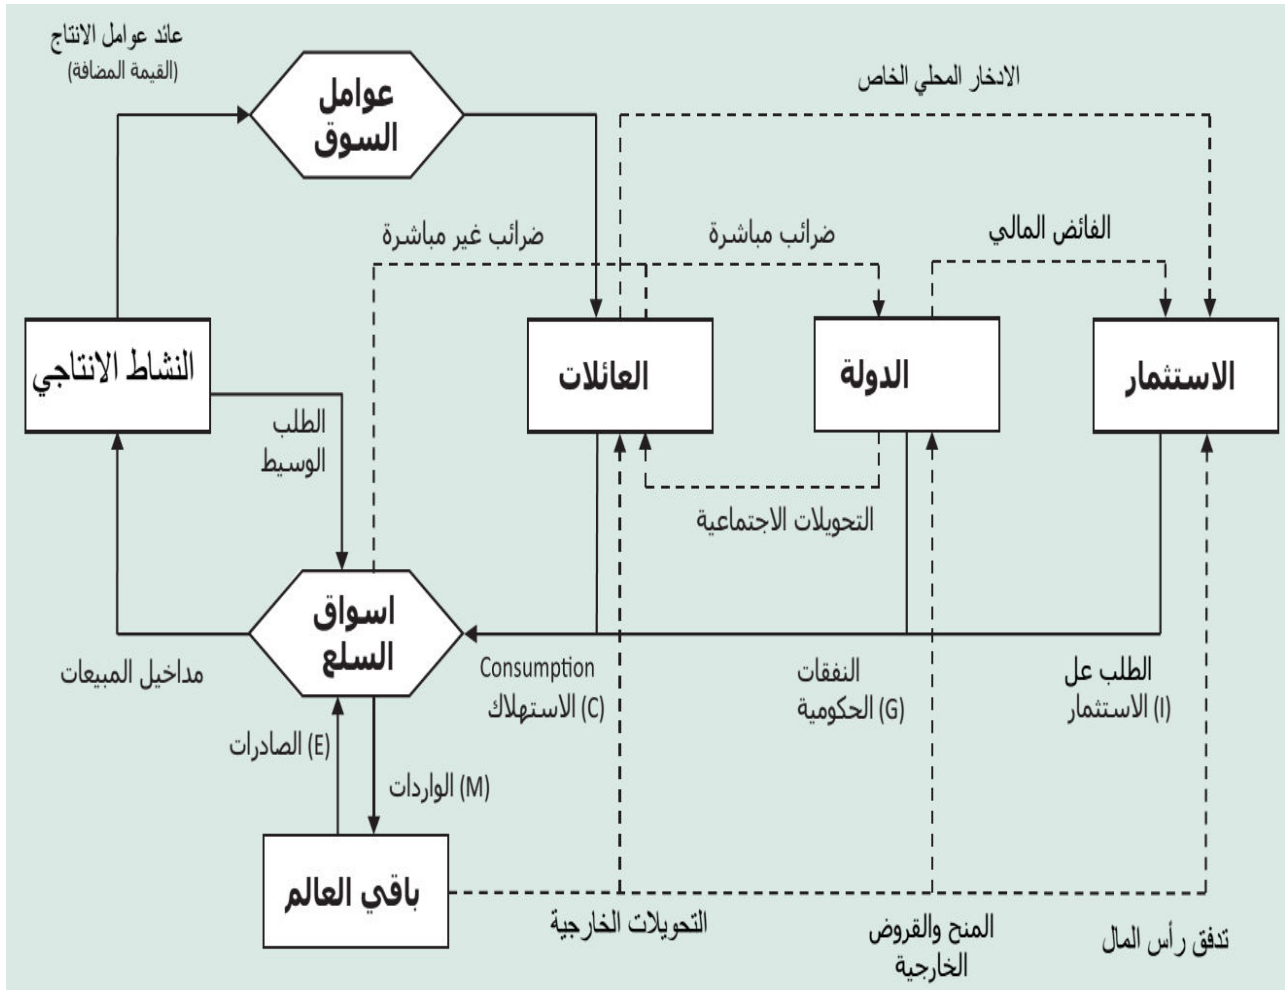 عائد عوامل الانتاج
(القيمة المضافة)
عوامل
السوق
الادخار المحلي الخاص
ضرائب غير مباشرة
ضرائب مباشرة
الفائض المالي
النشاط الانتاجي
العائلات
الدولة
الاستثمار
الطلب
الوسيط
التحويلات الاجتماعية
اسواق
السلع
مداخيل المبيعات
Consumption
الاستهلاك (C)
النفقات
الحكومية (G)
الطلب عل
الاستثمار (I)
الصادرات (E)
الواردات (M)
باقي العالم
التحويلات الخارجية
المنح والقروض
الخارجية
تدفق رأس المال